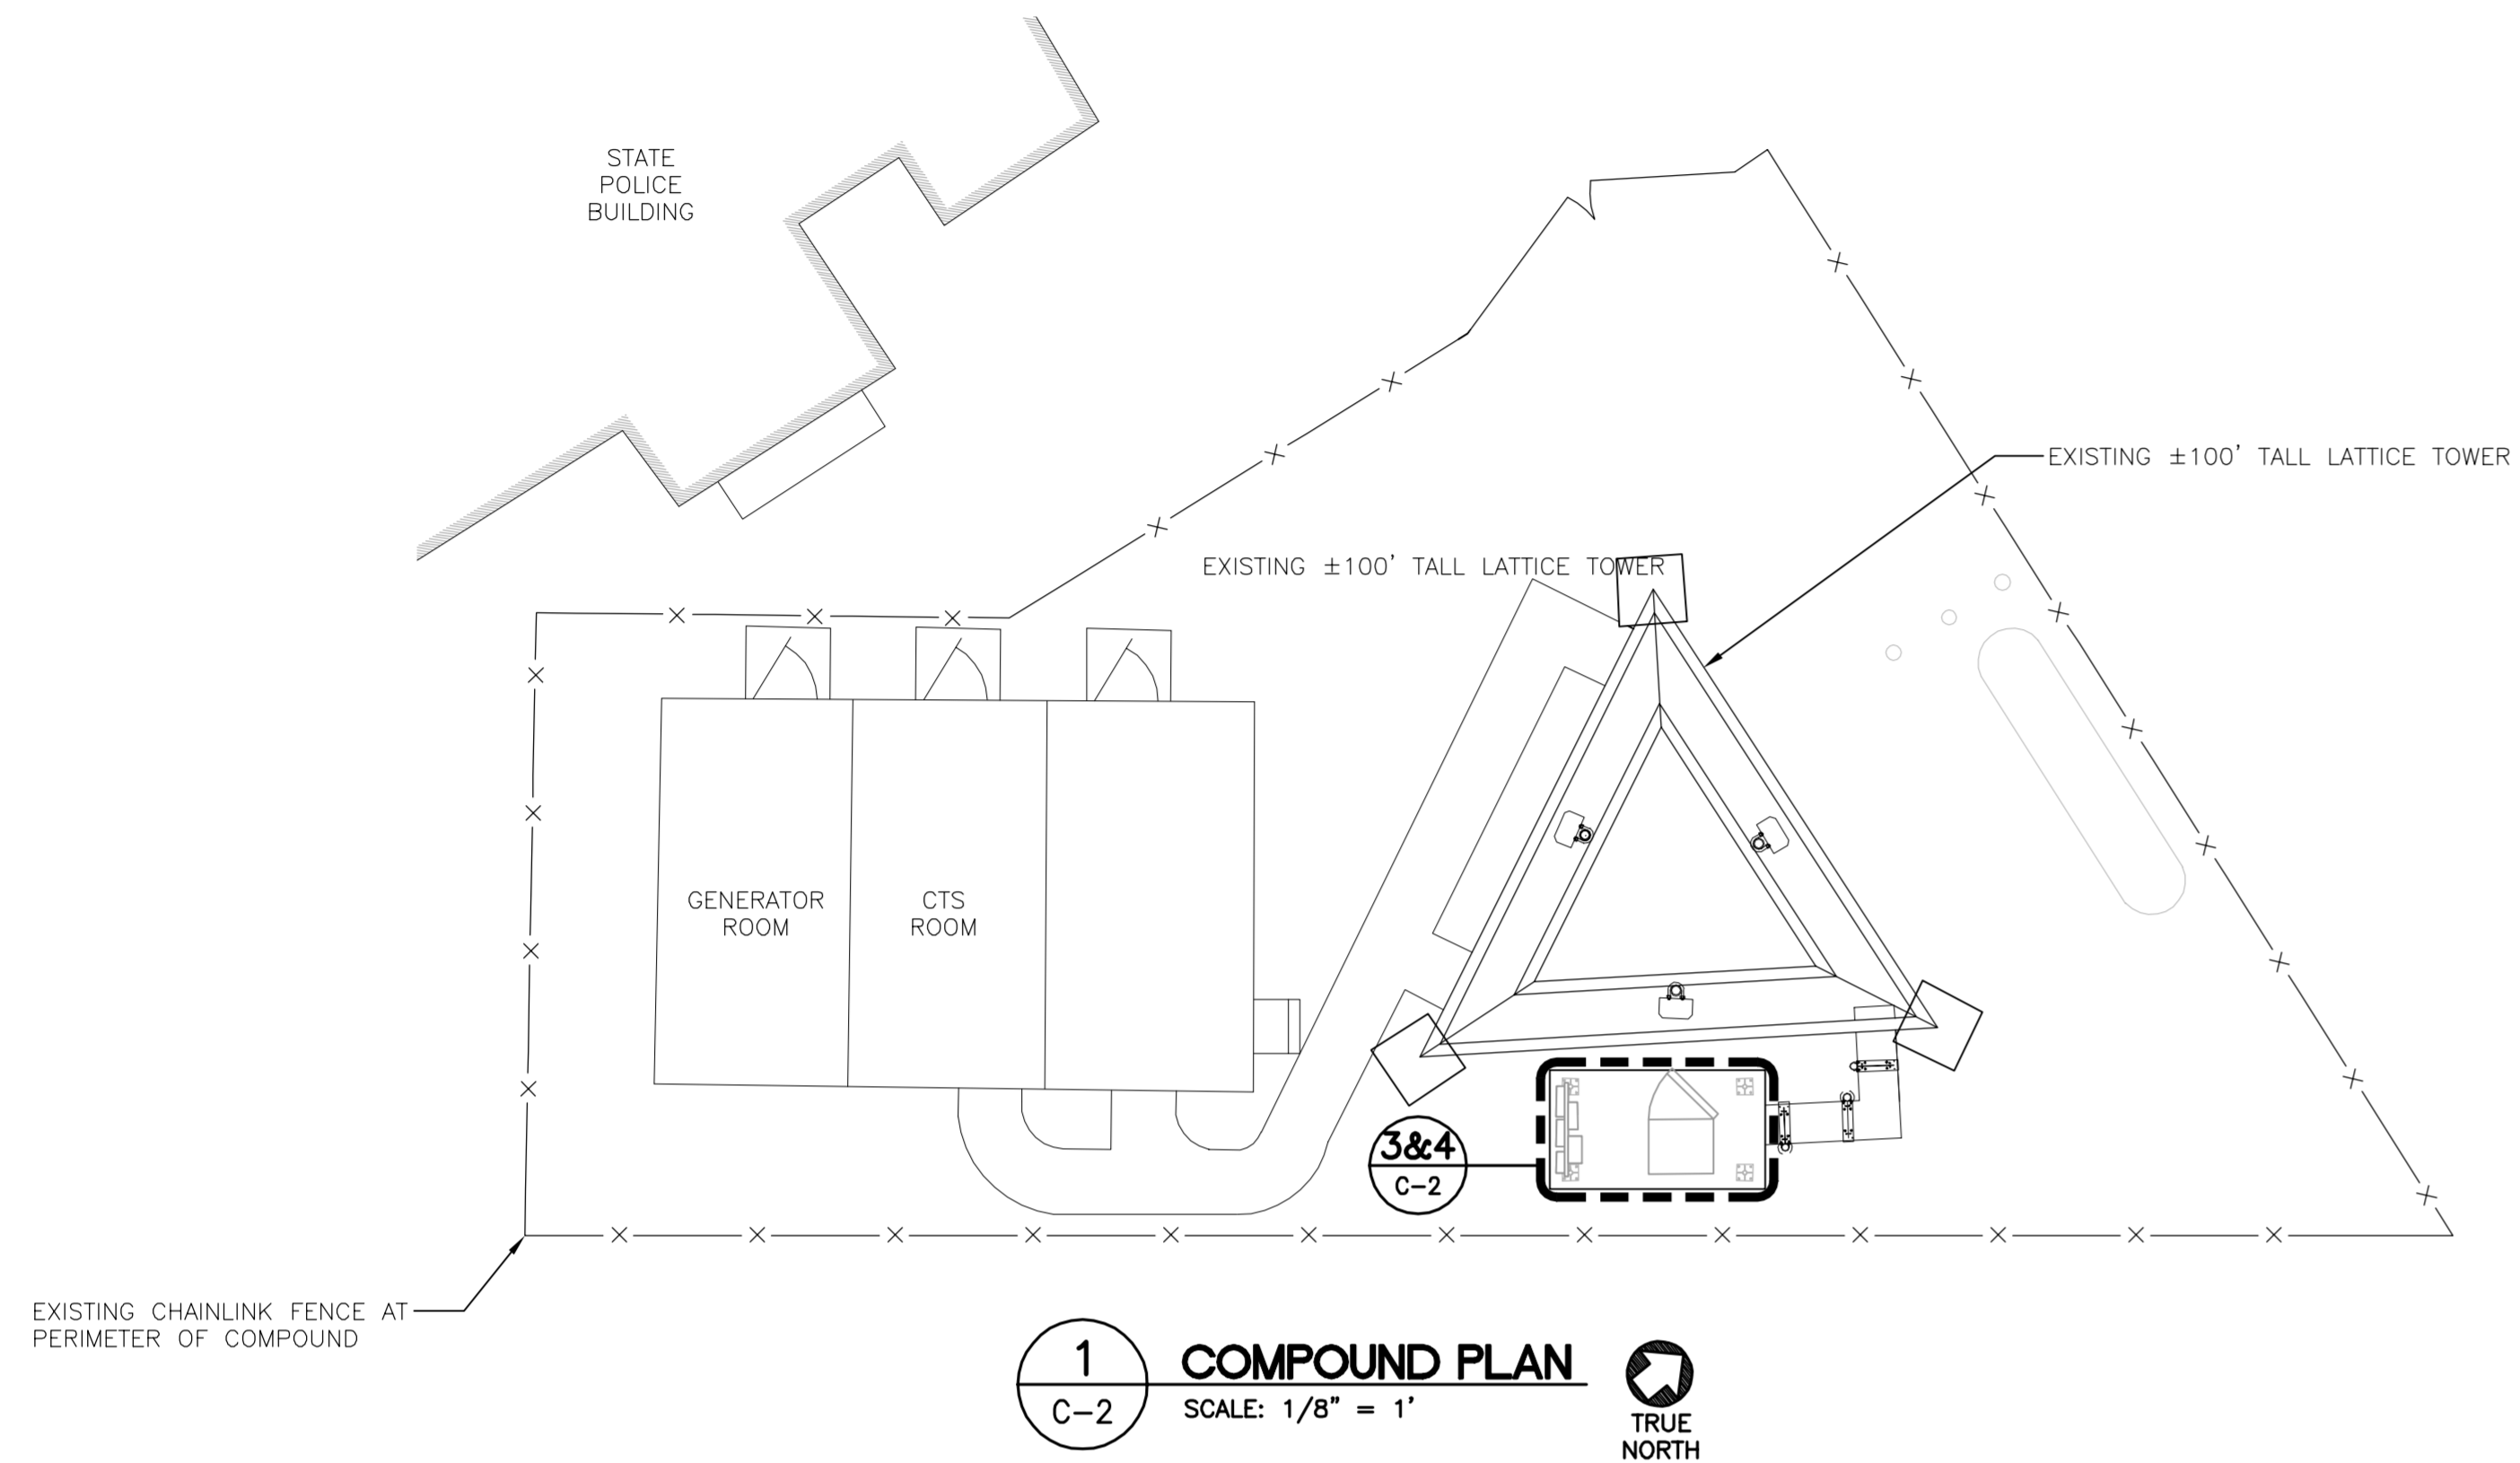 STATE
POLICE
BUILDING
EXISTING ±100' TALL LATTICE TOWER
EXISTING ±100' TALL LATTICE TOWER
GENERATOR
ROOM
CTS
ROOM
3&4
C-2
EXISTING CHAINLINK FENCE AT
PERIMETER OF COMPOUND
1
C-2
COMPOUND PLAN
SCALE: 1/8" = 1'
TRUE
NORTH